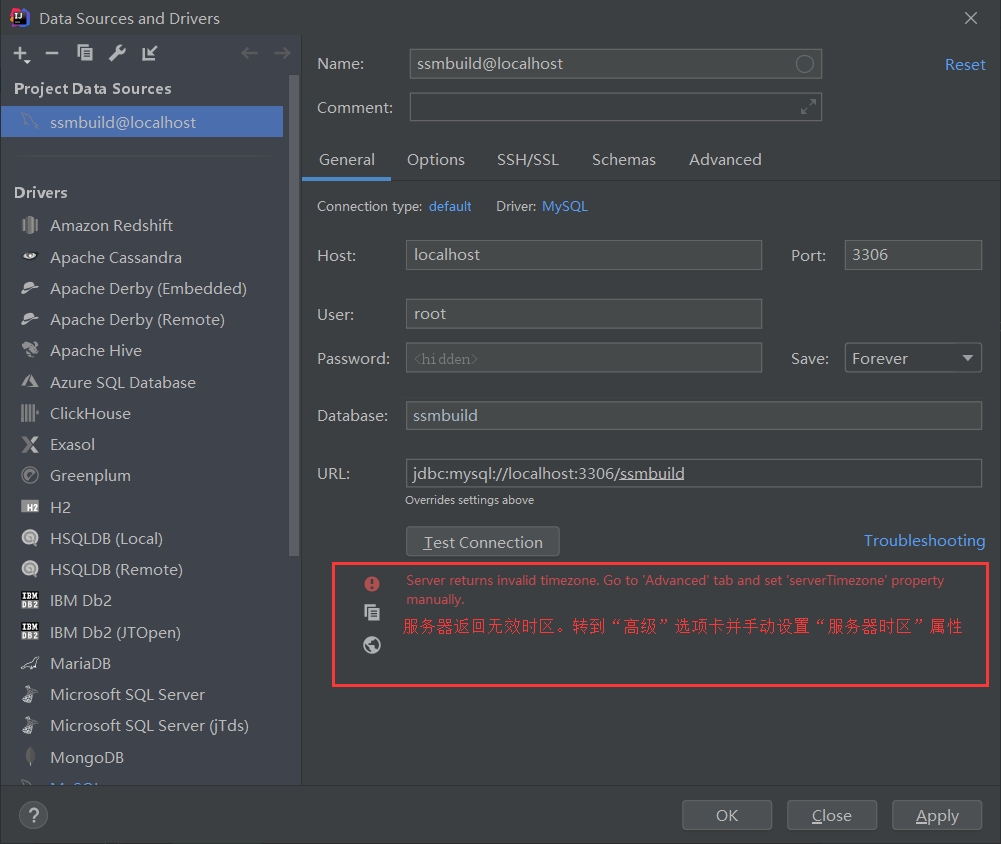 Data Sources and Drivers
Project Data Sources
ssmbuild@localhost
Drivers
Amazon Redshift
Apache Cassandra
Apache Derby (Embedded)
Apache Derby (Remote)
Apache Hive
Azure SQL Database
ClickHouse
Exasol
Greenplum
H2
HSQLDB (Local)
HSQLDB (Remote)
IBM Db2
IBM Db2 (JTOpen)
MariaDB
Microsoft SQL Server
Microsoft SQL Server (jTds)
MongoDB
Name: ssmbuild@localhost Reset
Comment:
General Options SSH/SSL Schemas Advanced
Connection type: default Driver: MySQL
Host: localhost Port: 3306
User: root
Password: <hidden> Save: Forever
Database: ssmbuild
URL: jdbc:mysql://localhost:3306/ssmbuild
Overrides settings above
Test Connection Troubleshooting
Server returns invalid timezone. Go to 'Advanced' tab and set 'serverTimezone' property
manually.
服务器返回无效时区。转到“高级”选项卡并手动设置“服务器时区”属性
? OK Close Apply